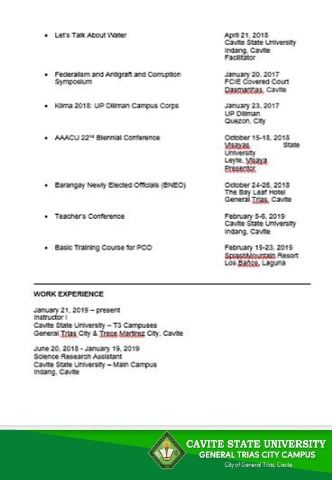 • Let's Talk About Water
April 21, 2018
Cavite State University
Indang, Cavite
Facilitator
• Federalism and Antigraft and Corruption
Symposium
January 20, 2017
FCIE Covered Court
Dasmariñas, Cavite
• Klima 2018: UP Diliman Campus Corps
January 23, 2017
UP Diliman
Quezon, City
• AAACU 22nd Biennial Conference
October 15-18, 2018
Visayas State
University
Leyte, Visaya
Presentor
• Barangay Newly Elected Officials (BNEO)
October 24-26, 2018
The Bay Leaf Hotel
General Trias, Cavite
• Teacher's Conference
February 5-6, 2019
Cavite State University
Indang, Cavite
• Basic Training Course for PCO
February 19-23, 2019
SplashMountain Resort
Los Baños, Laguna
WORK EXPERIENCE
January 21, 2019 – present
Instructor I
Cavite State University – T3 Campuses
General Trias City & Trece Martirez City, Cavite
June 20, 2018 - January 19, 2019
Science Research Assistant
Cavite State University – Main Campus
Indang, Cavite
CAVITE STATE UNIVERSITY
GENERAL TRIAS CITY CAMPUS
City of General Trias, Cavite